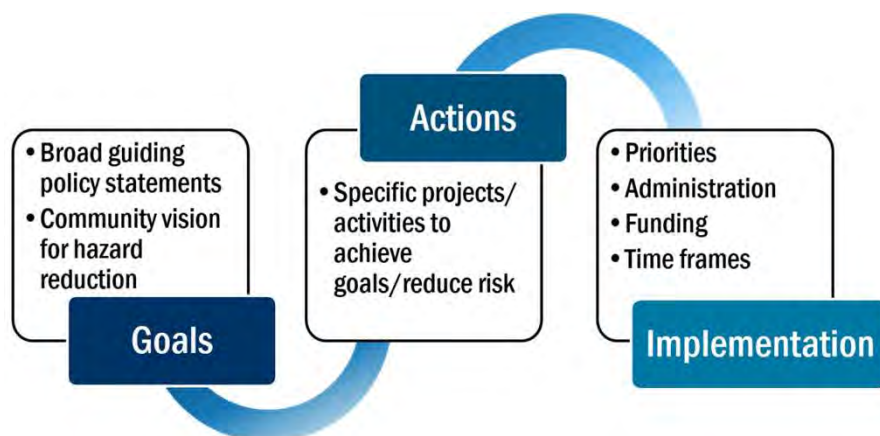 • Broad guiding
policy statements
• Community vision
for hazard
reduction
Goals
Actions
• Specific projects/
activities to
achieve
goals/reduce risk
• Priorities
• Administration
• Funding
• Time frames
Implementation